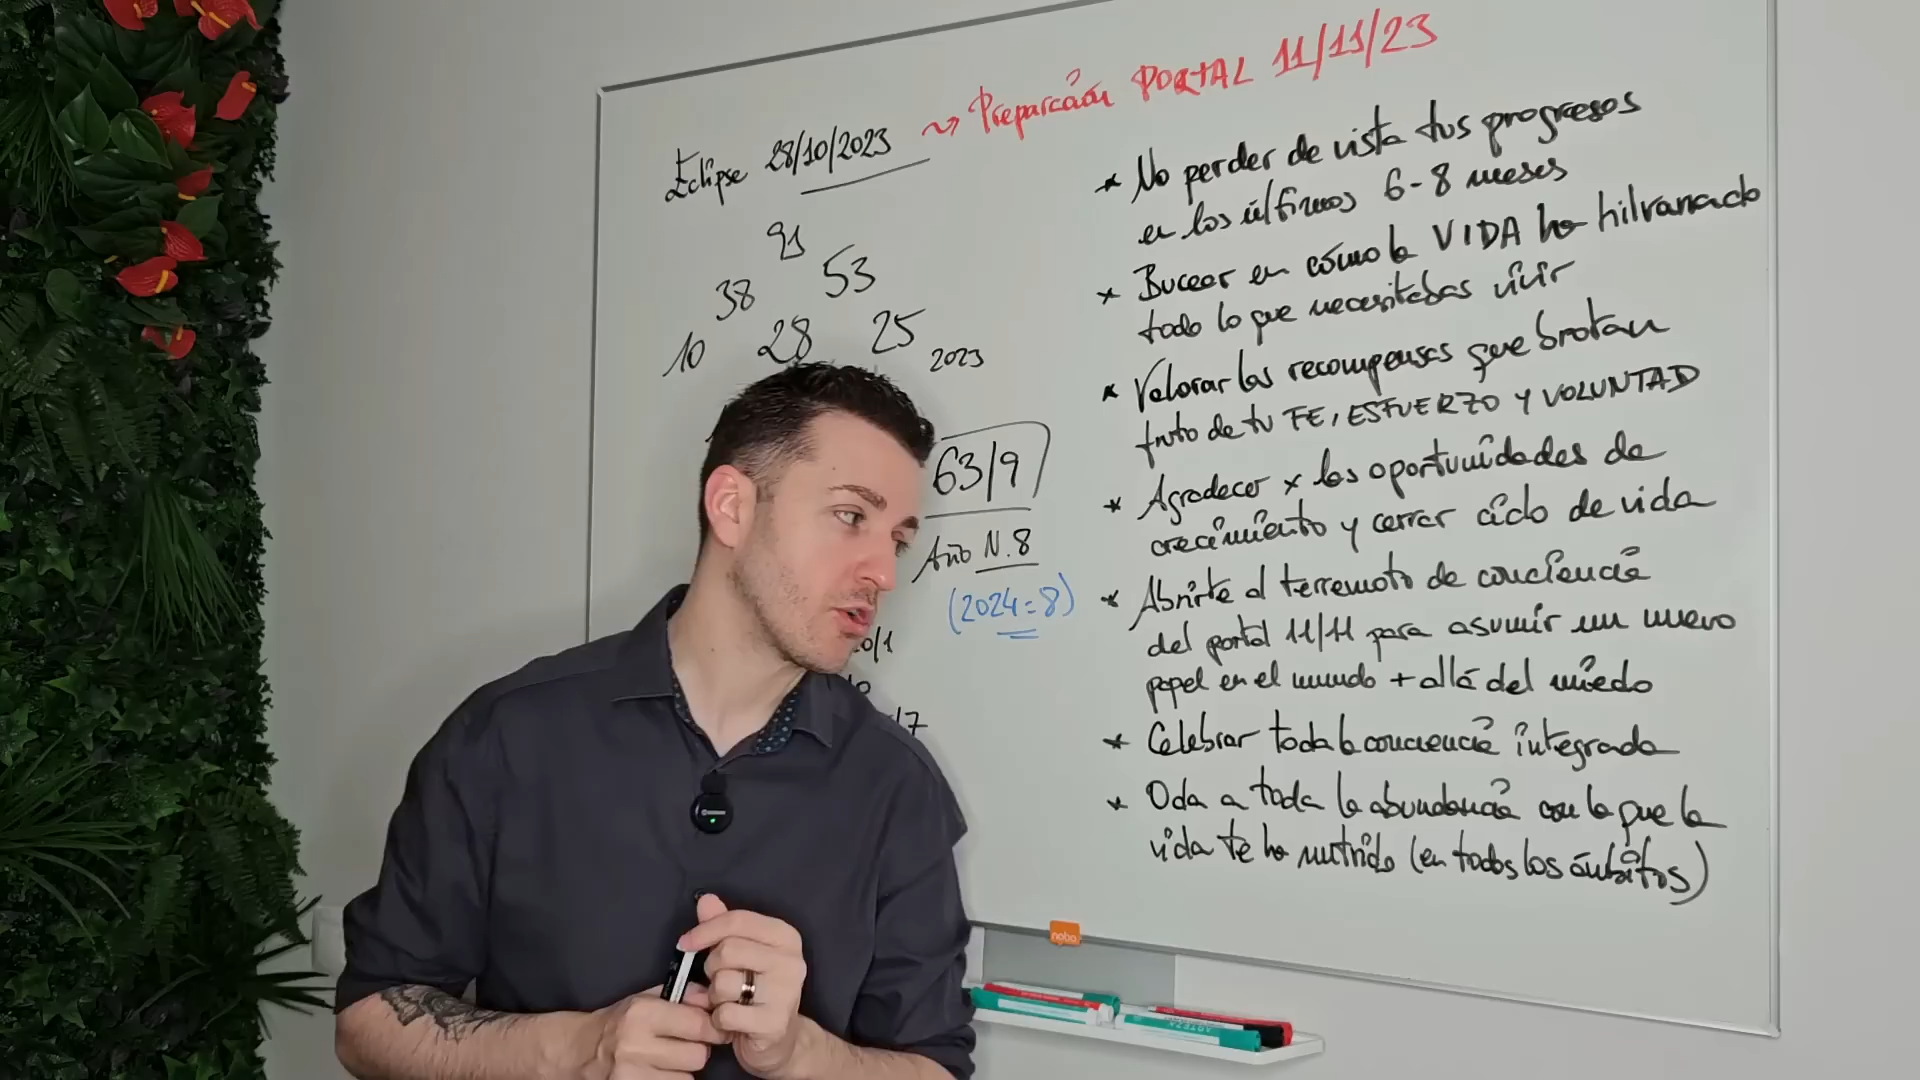 Eclipse 28/10/2023 ~> Preparación PORTAL 11/11/23
91
38 53
10 28 25 2023
63/9
Año N. 8
(2024=8)
0/1
/7
* No perder de vista tus progresos
en los últimos 6-8 meses
* Bucear en cómo la VIDA ha hilvanado
todo lo que necesitabas vivir
* Valorar las recompensas que brotan
fruto de tu FE, ESFUERZO Y VOLUNTAD
* Agradecer x las oportunidades de
crecimiento y cerrar ciclo de vida
* Abrirte al terremoto de conciencia
del portal 11/11 para asumir un nuevo
papel en el mundo + allá del miedo
* Celebrar toda la conciencia integrada
* Oda a toda la abundancia con la que la
vida te ha nutrido (en todos los ámbitos)
nobo